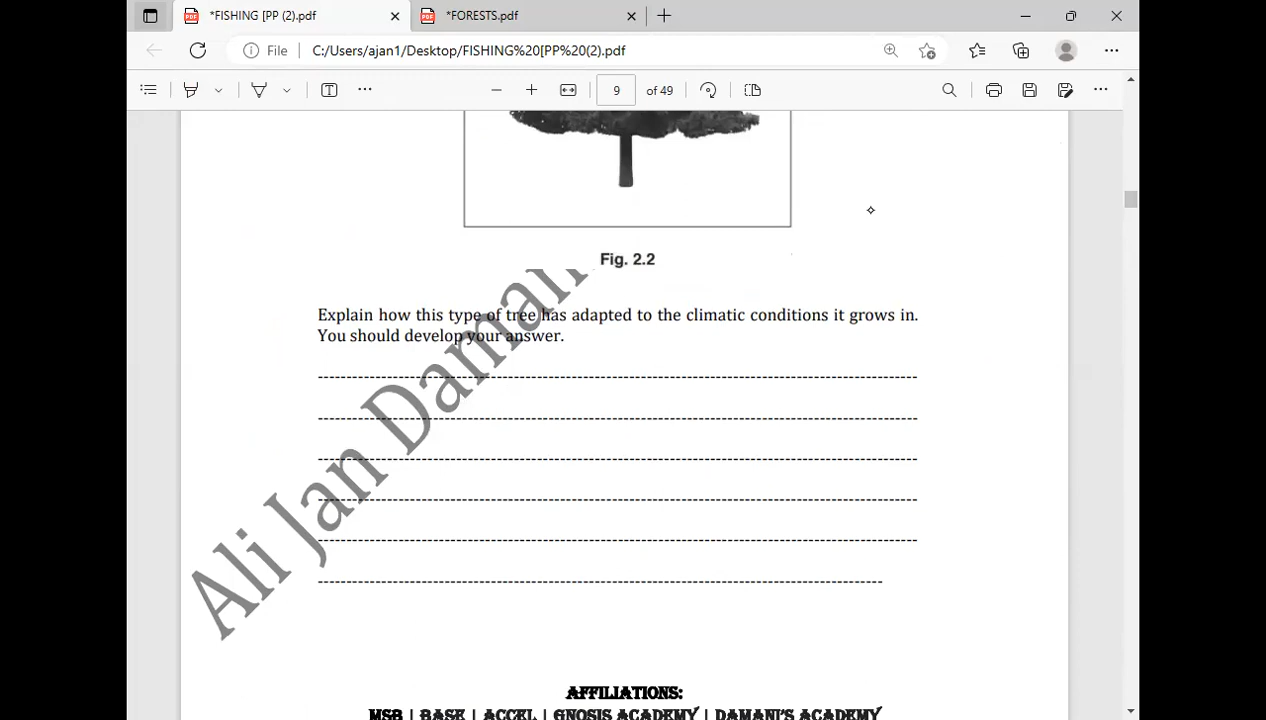 *FISHING [PP (2).pdf
*FORESTS.pdf
File
C:/Users/ajan1/Desktop/FISHING%20[PP%20(2).pdf
9 of 49
Fig. 2.2
Explain how this type of tree has adapted to the climatic conditions it grows in.
You should develop your answer.
Ali Jan Damani
AFFILIATIONS:
MSB | BASE | ACCEL | GNOSIS ACADEMY | DAMANI'S ACADEMY